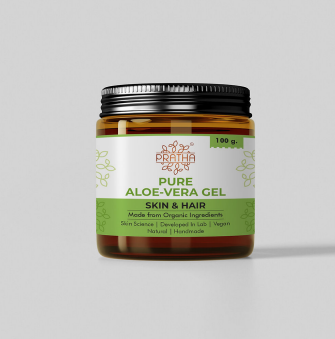 100 g.
PRATHA®
PURE
ALOE-VERA GEL
SKIN & HAIR
Made from Organic Ingredients
Skin Science | Developed In Lab | Vegan
Natural | Handmade